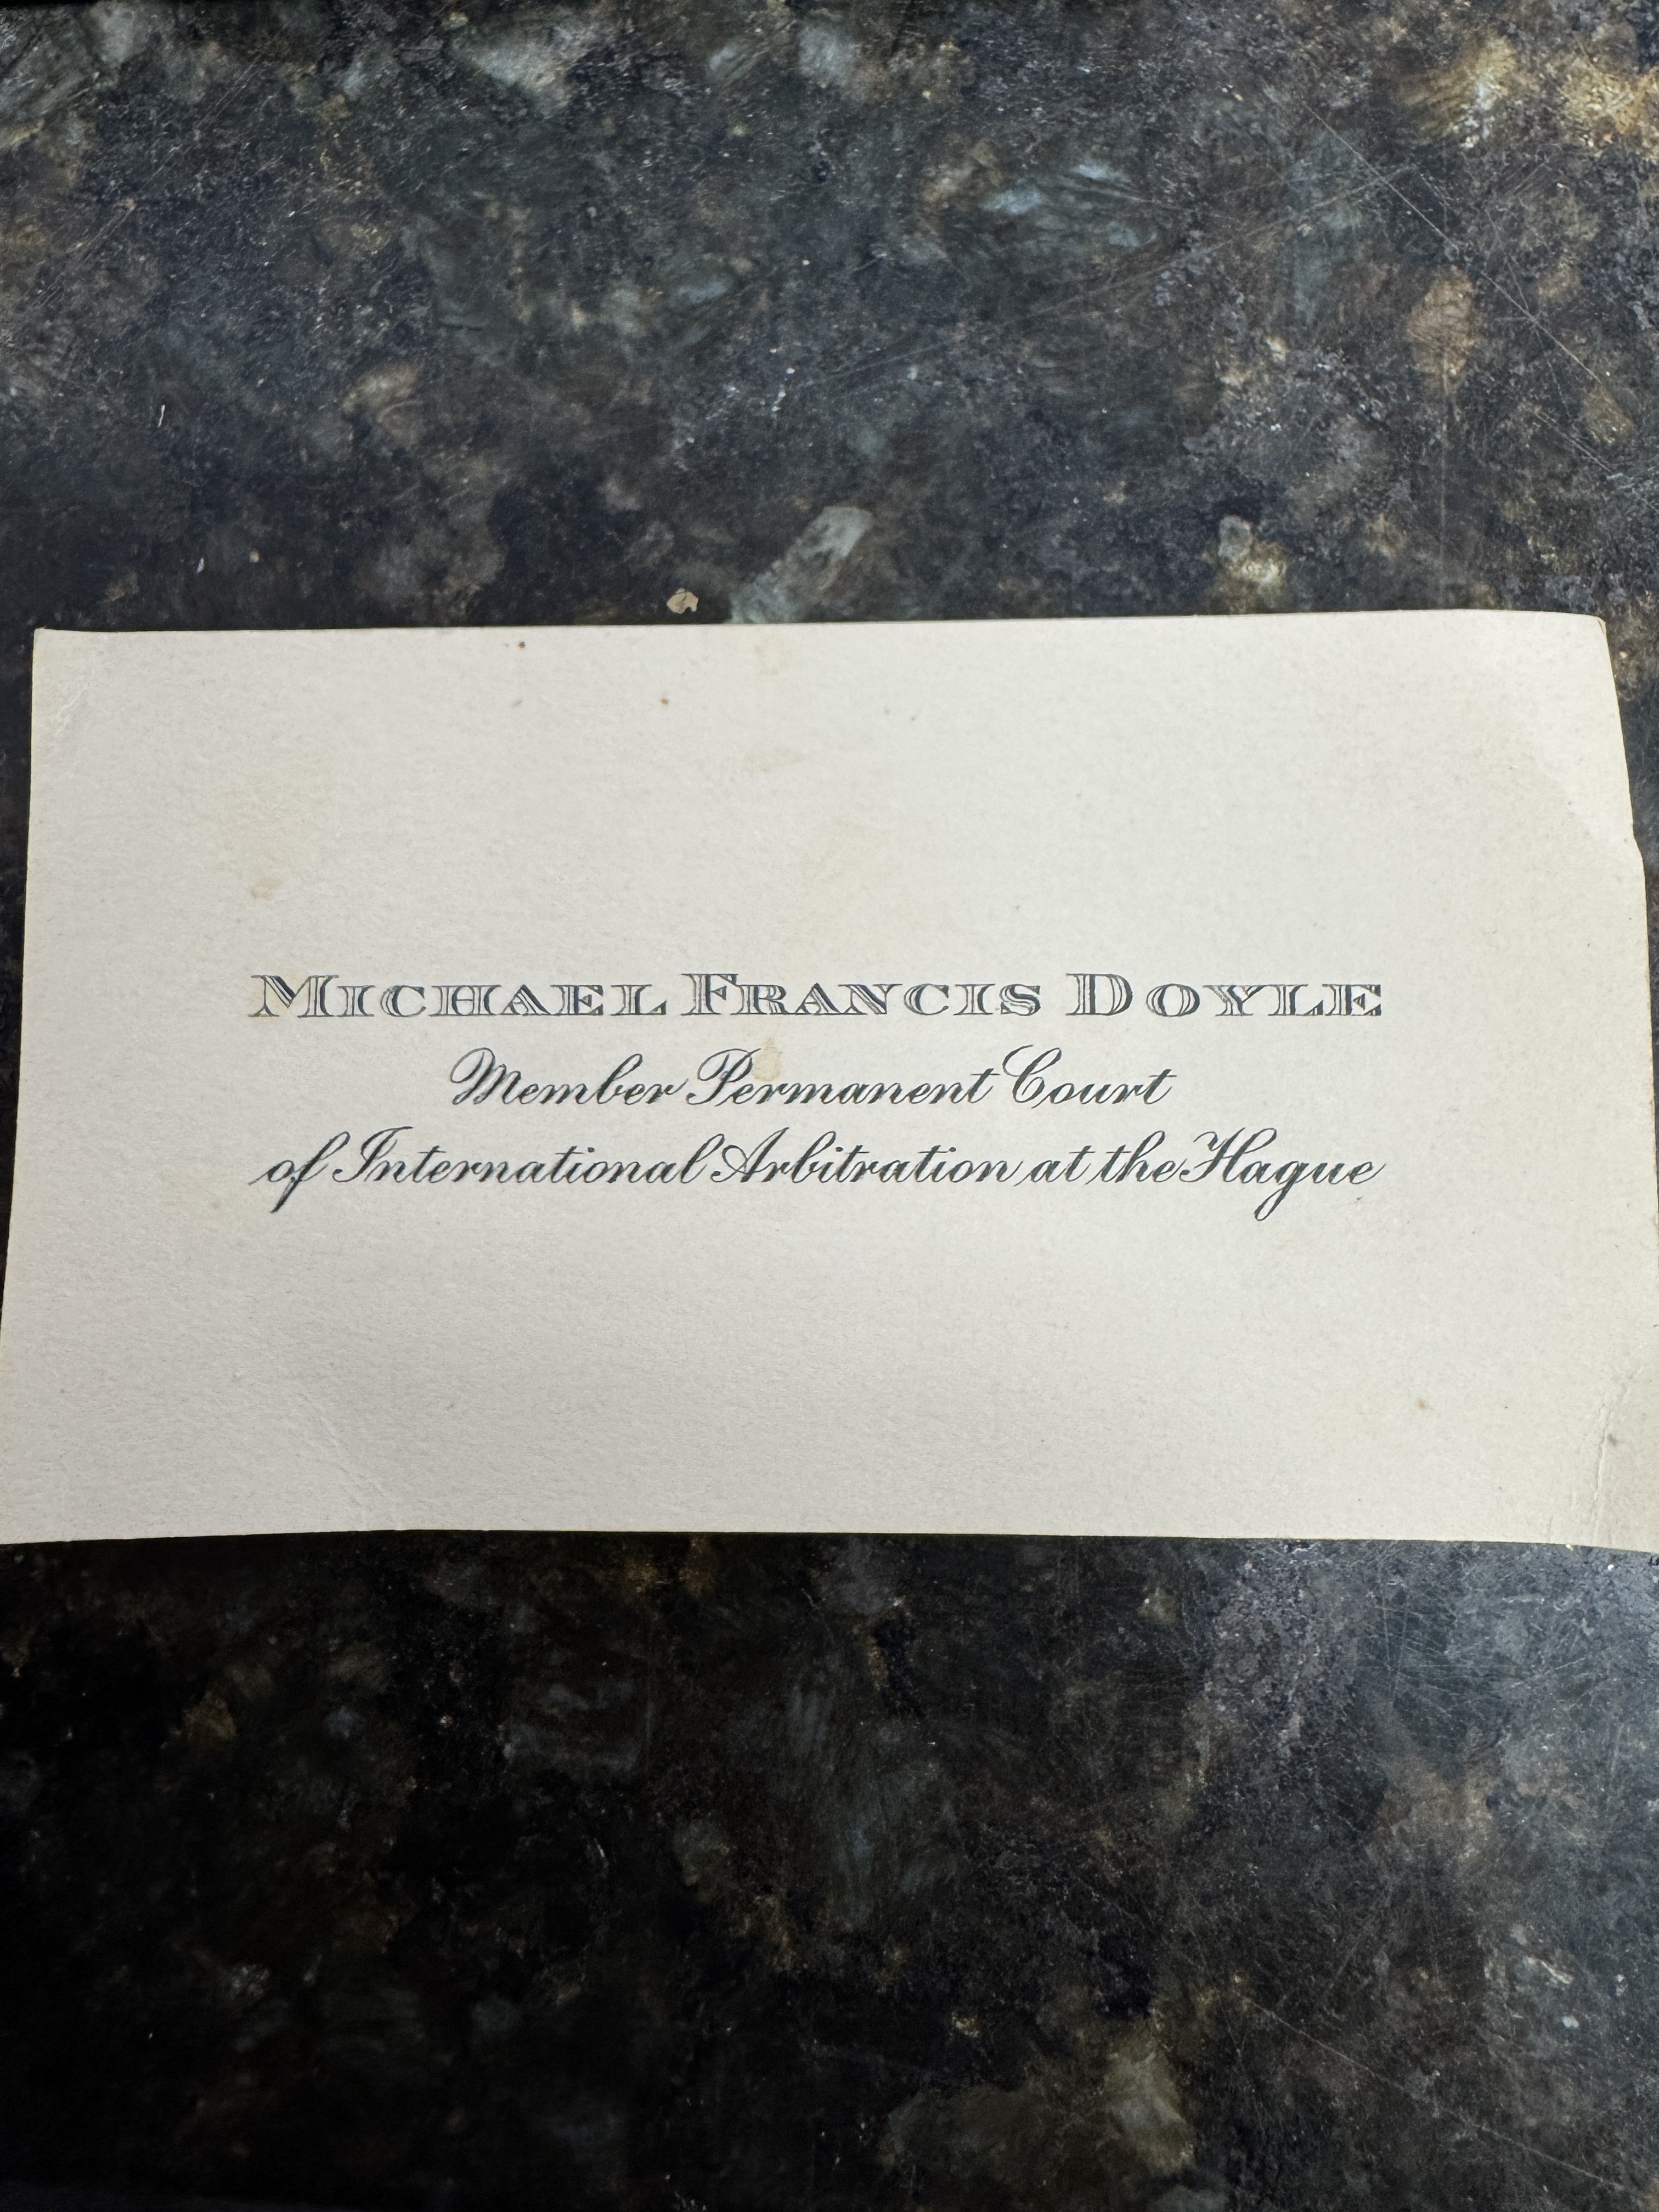 MICHAEL FRANCIS DOYLE
Member Permanent Court
of International Arbitration at the Hague